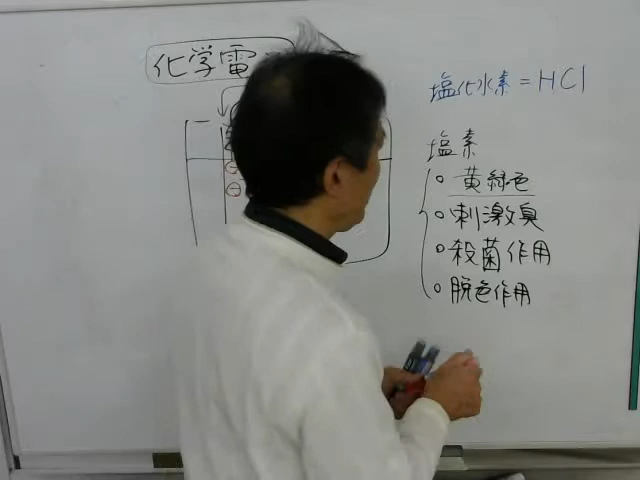 化学電
塩化水素=HCl
塩素
黄緑色
刺激臭
殺菌作用
脱色作用